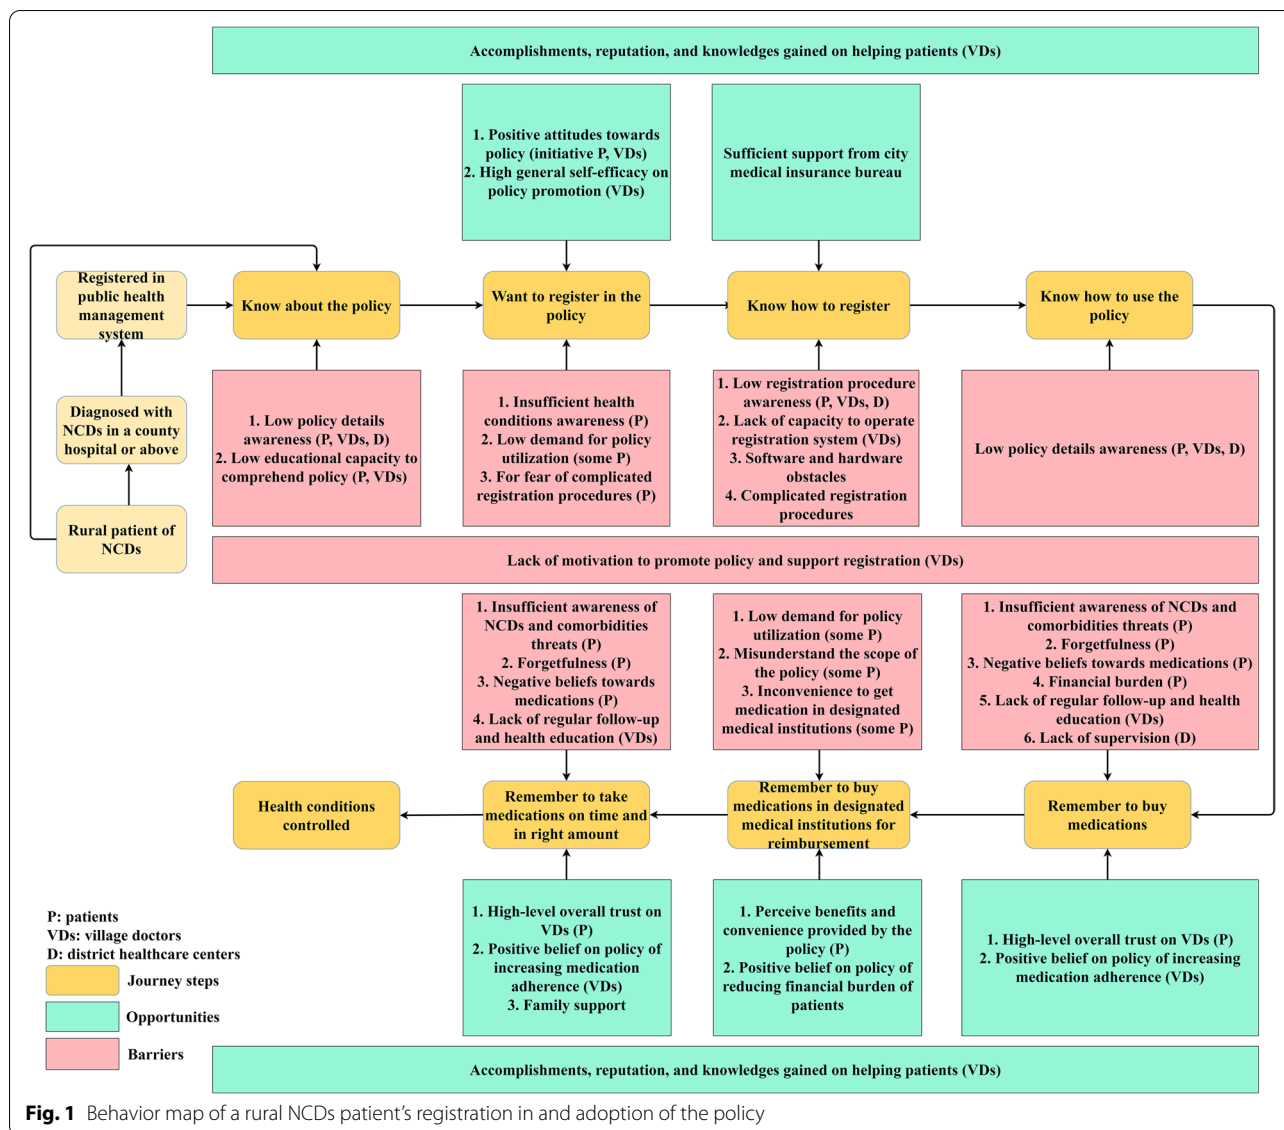 Accomplishments, reputation, and knowledges gained on helping patients (VDs)
1. Positive attitudes towards
policy (initiative P, VDs)
2. High general self-efficacy on
policy promotion (VDs)
Sufficient support from city
medical insurance bureau
Registered in
public health
management
system
Know about the policy
Want to register in the
policy
Know how to register
Know how to use the
policy
Diagnosed with
NCDs in a county
hospital or above
Rural patient of
NCDs
1. Low policy details
awareness (P, VDs, D)
2. Low educational capacity to
comprehend policy (P, VDs)
1. Insufficient health
conditions awareness (P)
2. Low demand for policy
utilization (some P)
3. For fear of complicated
registration procedures (P)
1. Low registration procedure
awareness (P, VDs, D)
2. Lack of capacity to operate
registration system (VDs)
3. Software and hardware
obstacles
4. Complicated registration
procedures
Low policy details awareness (P, VDs, D)
Lack of motivation to promote policy and support registration (VDs)
1. Insufficient awareness of
NCDs and comorbidities
threats (P)
2. Forgetfulness (P)
3. Negative beliefs towards
medications (P)
4. Lack of regular follow-up
and health education (VDs)
1. Low demand for policy
utilization (some P)
2. Misunderstand the scope of
the policy (some P)
3. Inconvenience to get
medication in designated
medical institutions (some P)
1. Insufficient awareness of NCDs and
comorbidities threats (P)
2. Forgetfulness (P)
3. Negative beliefs towards medications (P)
4. Financial burden (P)
5. Lack of regular follow-up and health
education (VDs)
6. Lack of supervision (D)
Health conditions
controlled
Remember to take
medications on time and
in right amount
Remember to buy
medications in designated
medical institutions for
reimbursement
Remember to buy
medications
1. High-level overall trust on
VDs (P)
2. Positive belief on policy of
increasing medication
adherence (VDs)
3. Family support
1. Perceive benefits and
convenience provided by the
policy (P)
2. Positive belief on policy of
reducing financial burden of
patients
1. High-level overall trust on VDs (P)
2. Positive belief on policy of increasing
medication adherence (VDs)
P: patients
VDs: village doctors
D: district healthcare centers
Journey steps
Opportunities
Barriers
Accomplishments, reputation, and knowledges gained on helping patients (VDs)
Fig. 1 Behavior map of a rural NCDs patient's registration in and adoption of the policy